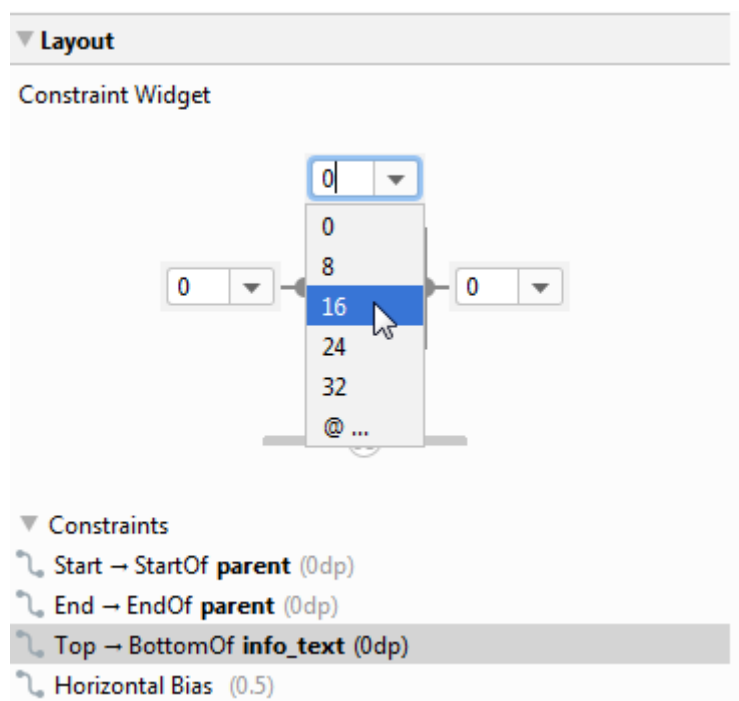 Layout
Constraint Widget
0
0
8
0
0
16
24
32
@ ...
Constraints
Start → StartOf parent (0dp)
End → EndOf parent (0dp)
Top → BottomOf info_text (0dp)
Horizontal Bias (0.5)